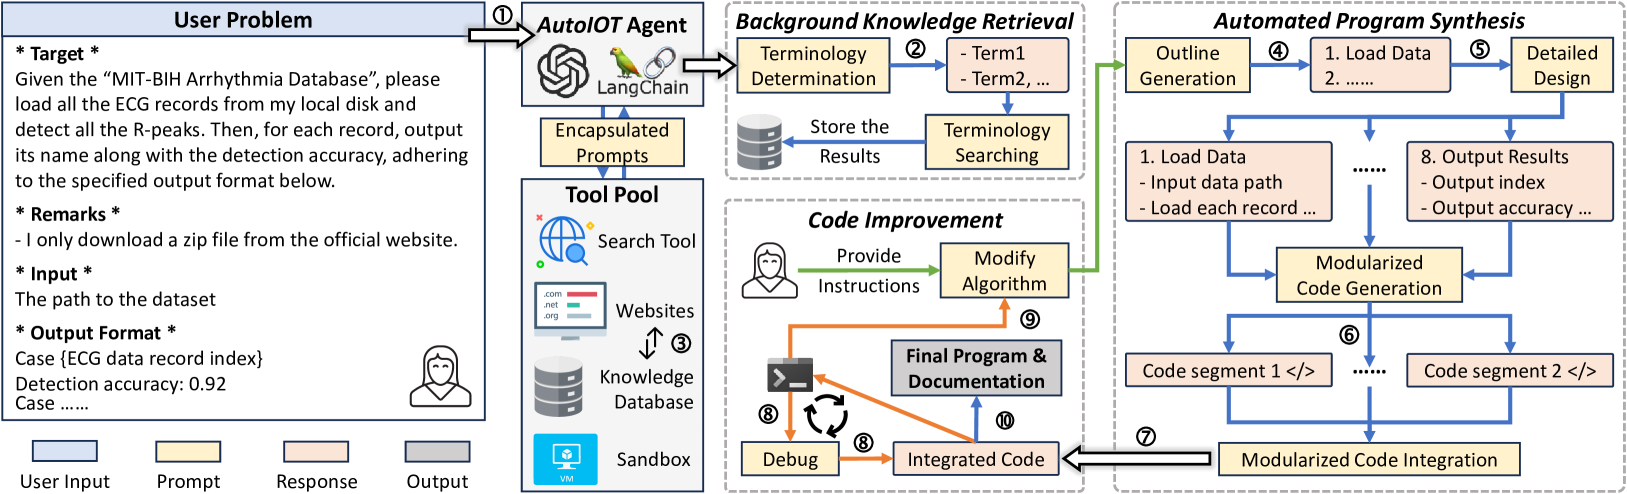 User Problem
* Target *
Given the “MIT-BIH Arrhythmia Database”, please
load all the ECG records from my local disk and
detect all the R-peaks. Then, for each record, output
its name along with the detection accuracy, adhering
to the specified output format below.
* Remarks *
- I only download a zip file from the official website.
* Input *
The path to the dataset
* Output Format *
Case {ECG data record index}
Detection accuracy: 0.92
Case ……
User Input
Prompt
Response
Output
①
AutoIOT Agent
LangChain
Encapsulated
Prompts
Tool Pool
Search Tool
.com
.net
.org
Websites
③
Knowledge
Database
VM
Sandbox
Background Knowledge Retrieval
Terminology
Determination
②
- Term1
- Term2, ...
Store the
Results
Terminology
Searching
Code Improvement
Provide
Instructions
Modify
Algorithm
⑨
Final Program &
Documentation
⑧
⑧
⑩
Debug
Integrated Code
⑦
Automated Program Synthesis
Outline
Generation
④
1. Load Data
2. ……
⑤
Detailed
Design
1. Load Data
- Input data path
- Load each record ...
……
8. Output Results
- Output index
- Output accuracy ...
Modularized
Code Generation
⑥
Code segment 1 </>
……
Code segment 2 </>
Modularized Code Integration